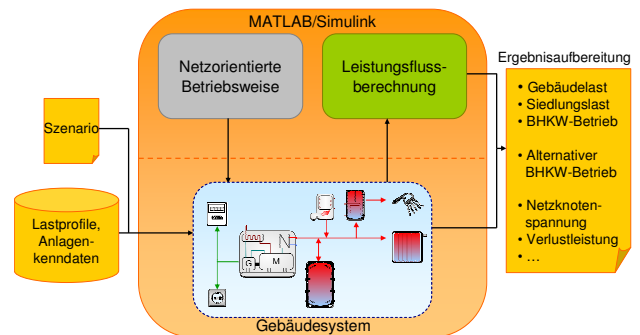 MATLAB/Simulink
Netzorientierte
Betriebsweise
Leistungsfluss-
berechnung
Szenario
Lastprofile,
Anlagen-
kenndaten
G
M
Gebäudesystem
Ergebnisaufbereitung
• Gebäudelast
• Siedlungslast
• BHKW-Betrieb
• Alternativer
BHKW-Betrieb
• Netzknoten-
spannung
• Verlustleistung
• …